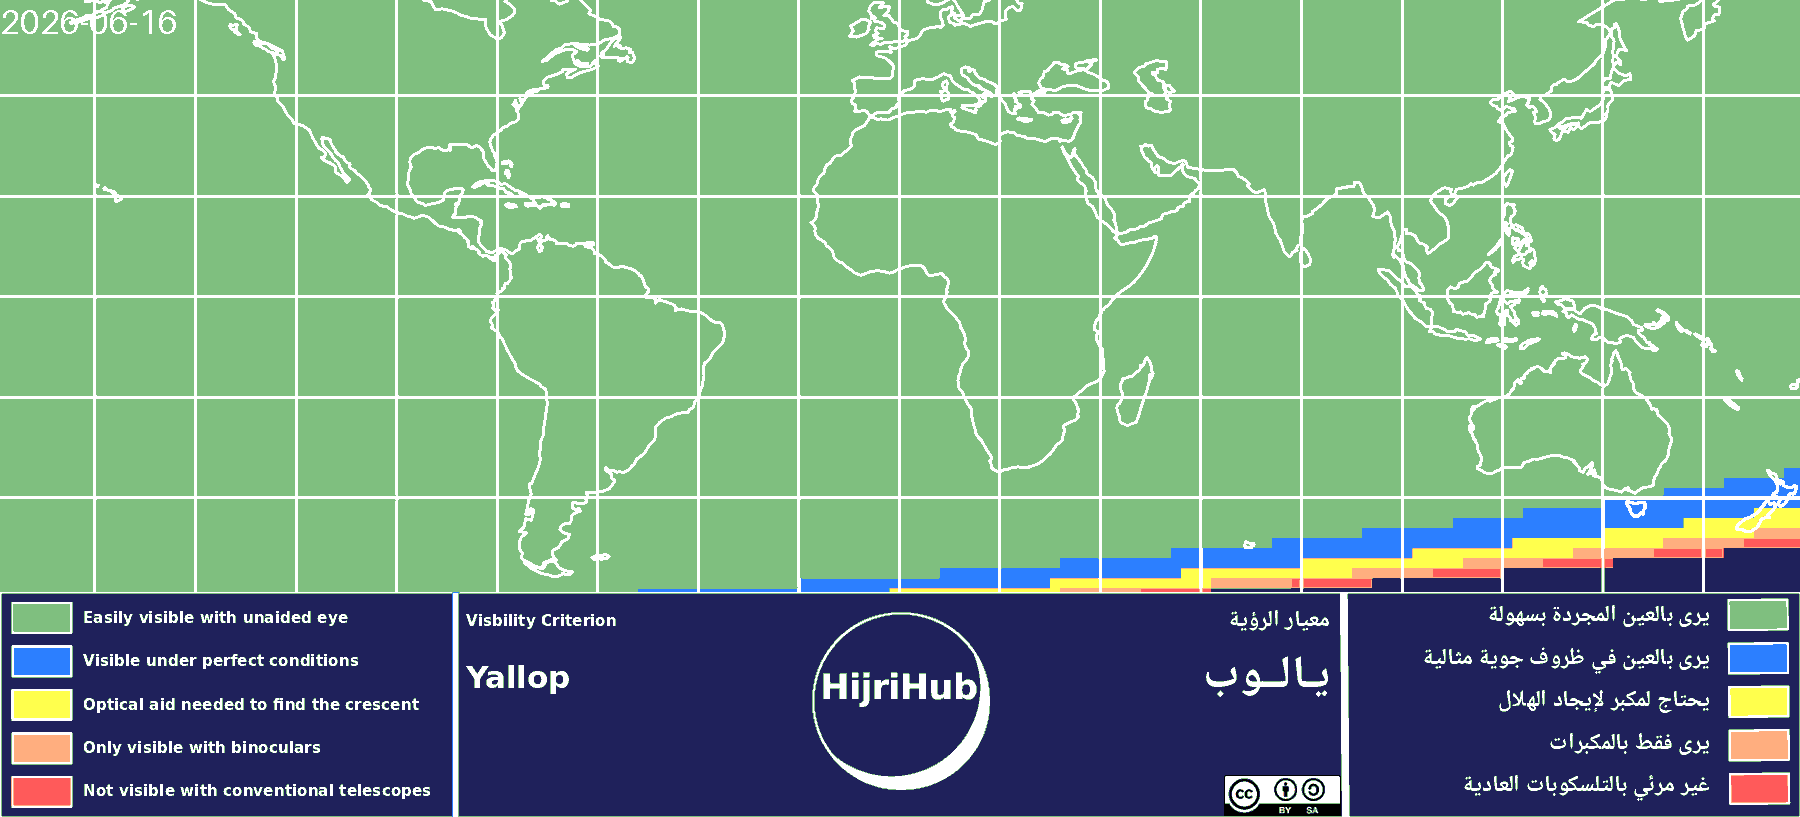 2026-06-16
Easily visible with unaided eye
Visible under perfect conditions
Optical aid needed to find the crescent
Only visible with binoculars
Not visible with conventional telescopes
Visbility Criterion
Yallop
HijriHub
معيار الرؤية
يالوب
CC BY SA
يرى بالعين المجردة بسهولة
يرى بالعين في ظروف جوية مثالية
يحتاج لمكبر لإيجاد الهلال
يرى فقط بالمكبرات
غير مرئي بالتلسكوبات العادية